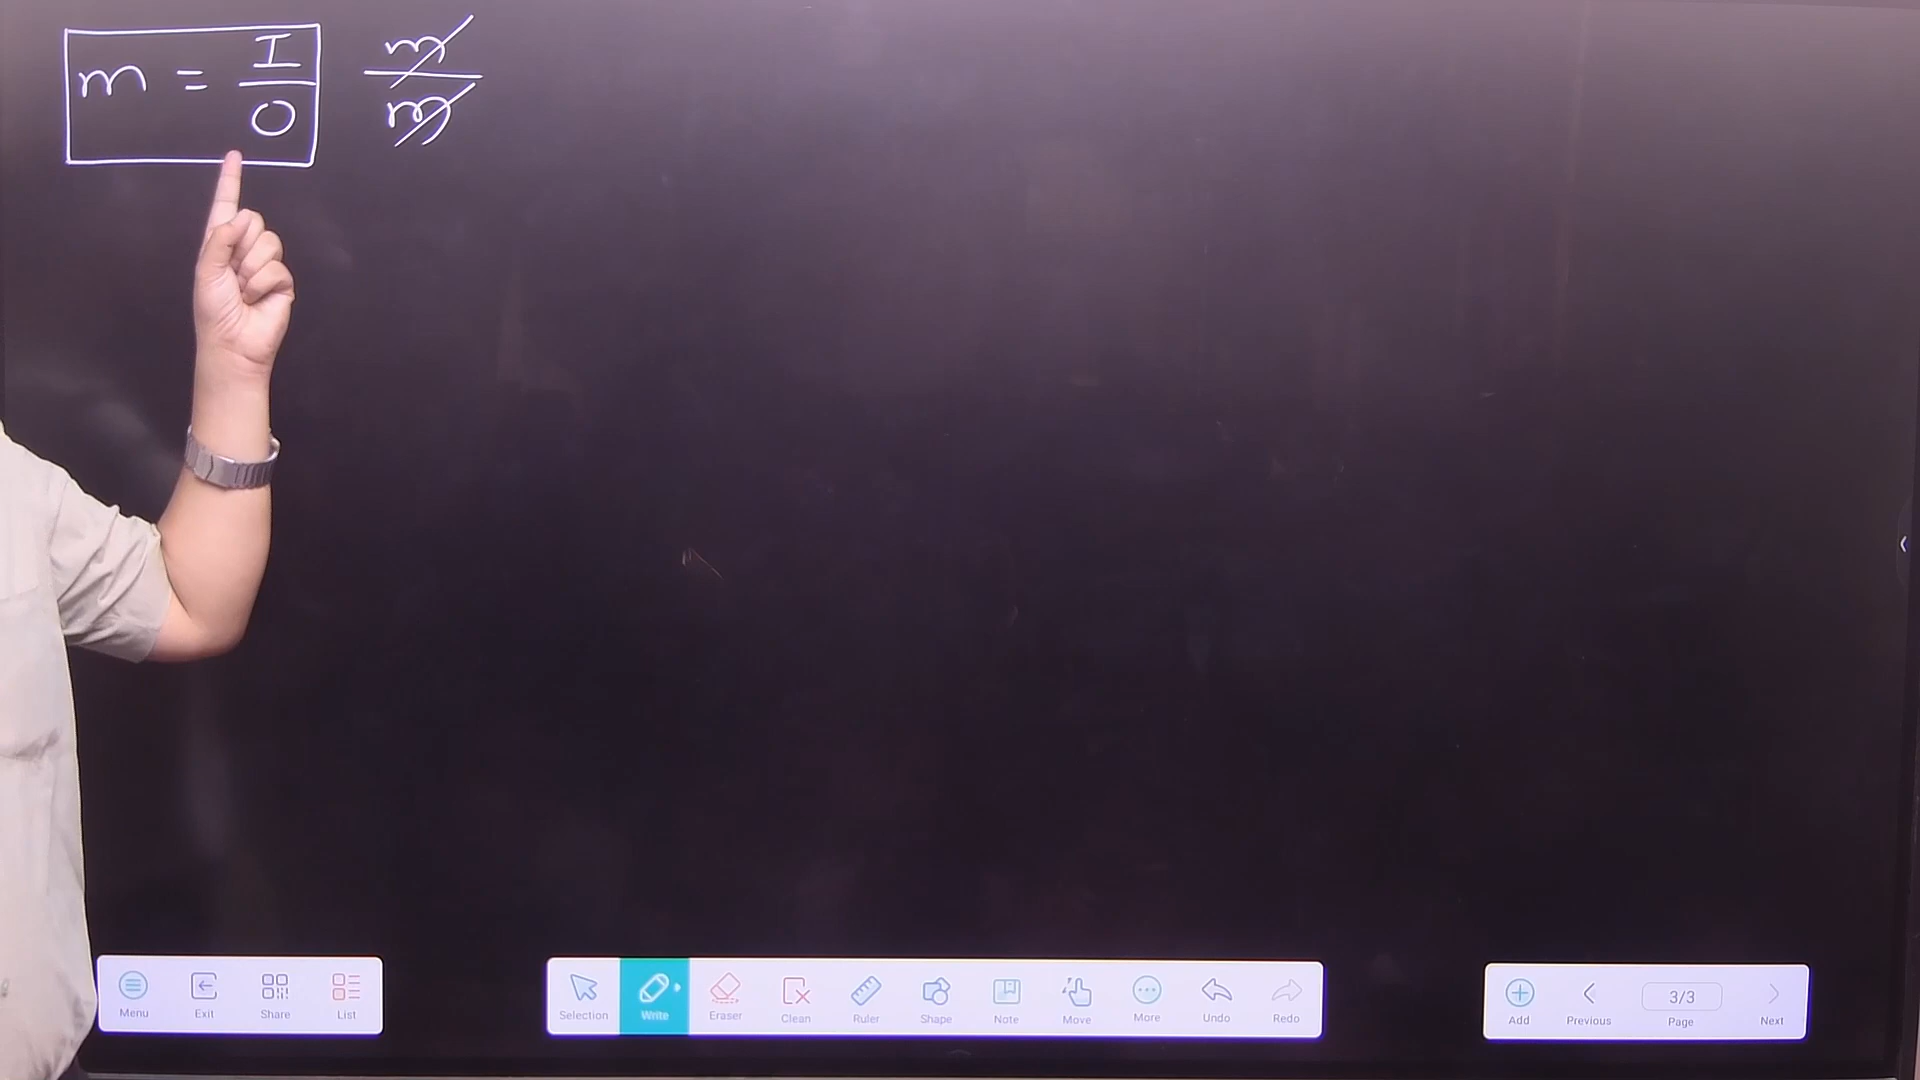 m = I/O m/m
Menu Exit Share List
Selection Write Eraser Clean Ruler Shape Note Move More Undo Redo
Add Previous 3/3 Page Next